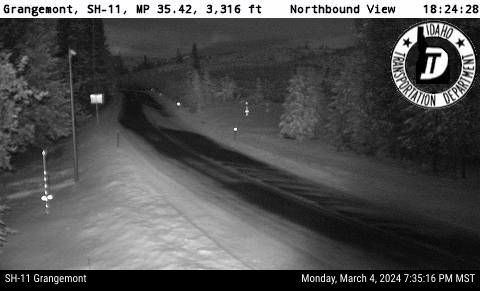 Grangemont, SH-11, MP 35.42, 3,316 ft Northbound View 18:24:28
IDAHO
TRANSPORTATION DEPARTMENT
SH-11 Grangemont Monday, March 4, 2024 7:35:16 PM MST